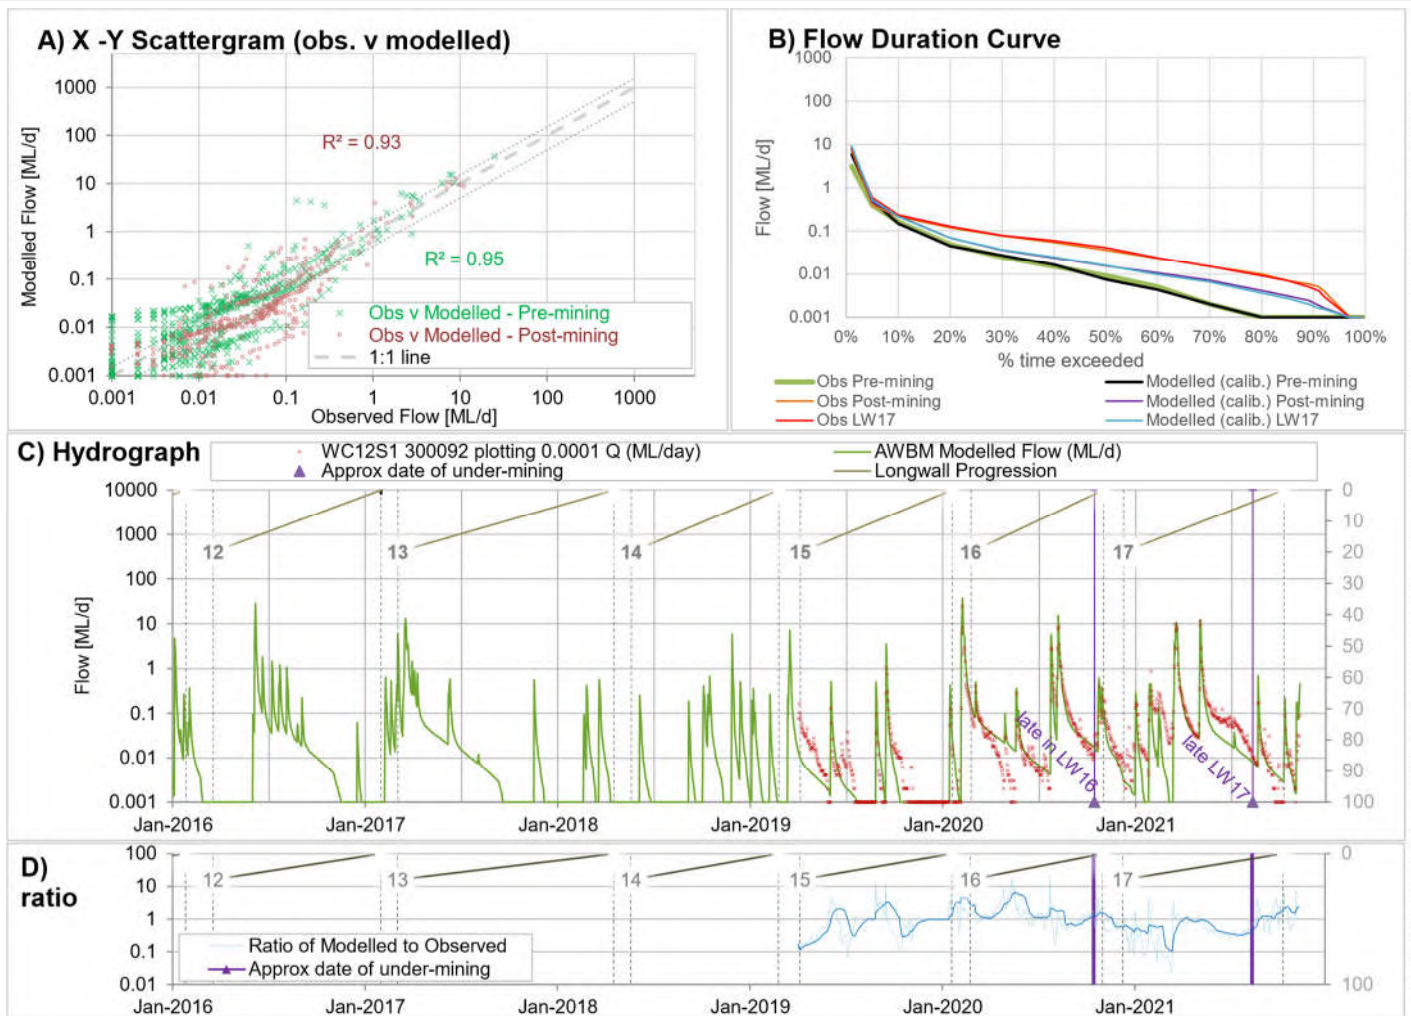 A) X -Y Scattergram (obs. v modelled)
Modelled Flow [ML/d]
1000
100
10
1
0.1
0.01
0.001
R² = 0.93
R² = 0.95
Obs v Modelled - Pre-mining
Obs v Modelled - Post-mining
1:1 line
0.001 0.01 0.1 1 10 100 1000
Observed Flow [ML/d]
B) Flow Duration Curve
Flow [ML/d]
1000
100
10
1
0.1
0.01
0.001
0% 10% 20% 30% 40% 50% 60% 70% 80% 90% 100%
% time exceeded
Obs Pre-mining Modelled (calib.) Pre-mining
Obs Post-mining Modelled (calib.) Post-mining
Obs LW17 Modelled (calib.) LW17
C) Hydrograph
WC12S1 300092 plotting 0.0001 Q (ML/day) AWBM Modelled Flow (ML/d)
Approx date of under-mining Longwall Progression
Flow [ML/d]
10000 0
1000 10
100 20
10 30
1 40
0.1 50
0.01 60
0.001 70
80
90
100
12 13 14 15 16 17
late in LW16
late LW17
Jan-2016 Jan-2017 Jan-2018 Jan-2019 Jan-2020 Jan-2021
D)
ratio
100 0
10
1
0.1
0.01 100
12 13 14 15 16 17
Ratio of Modelled to Observed
Approx date of under-mining
Jan-2016 Jan-2017 Jan-2018 Jan-2019 Jan-2020 Jan-2021